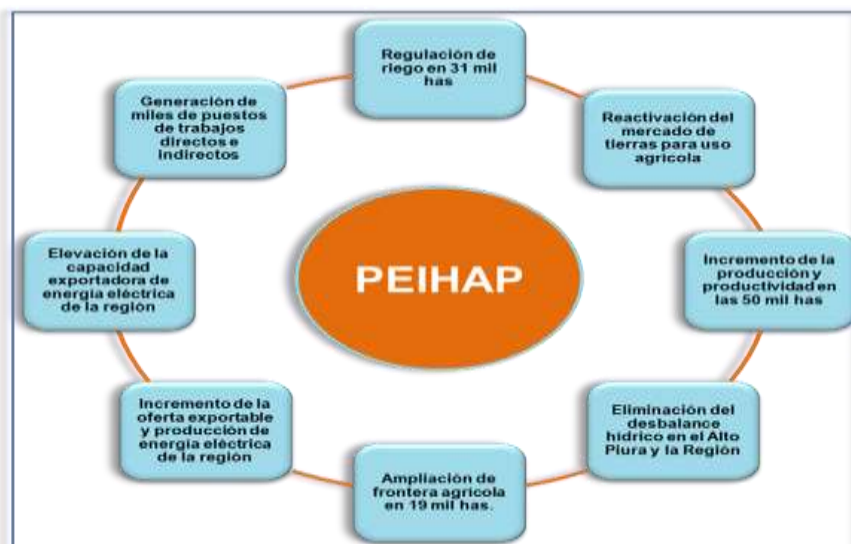 Regulación de
riego en 31 mil
has
Reactivación del
mercado de
tierras para uso
agrícola
Incremento de la
producción y
productividad en
las 50 mil has
Eliminación del
desbalance
hídrico en el Alto
Piura y la Región
Ampliación de
frontera agrícola
en 19 mil has.
Incremento de la
oferta exportable
y producción de
energía eléctrica
de la región
Elevación de la
capacidad
exportadora de
energía eléctrica
de la región
Generación de
miles de puestos
de trabajos
directos e
Indirectos
PEIHAP